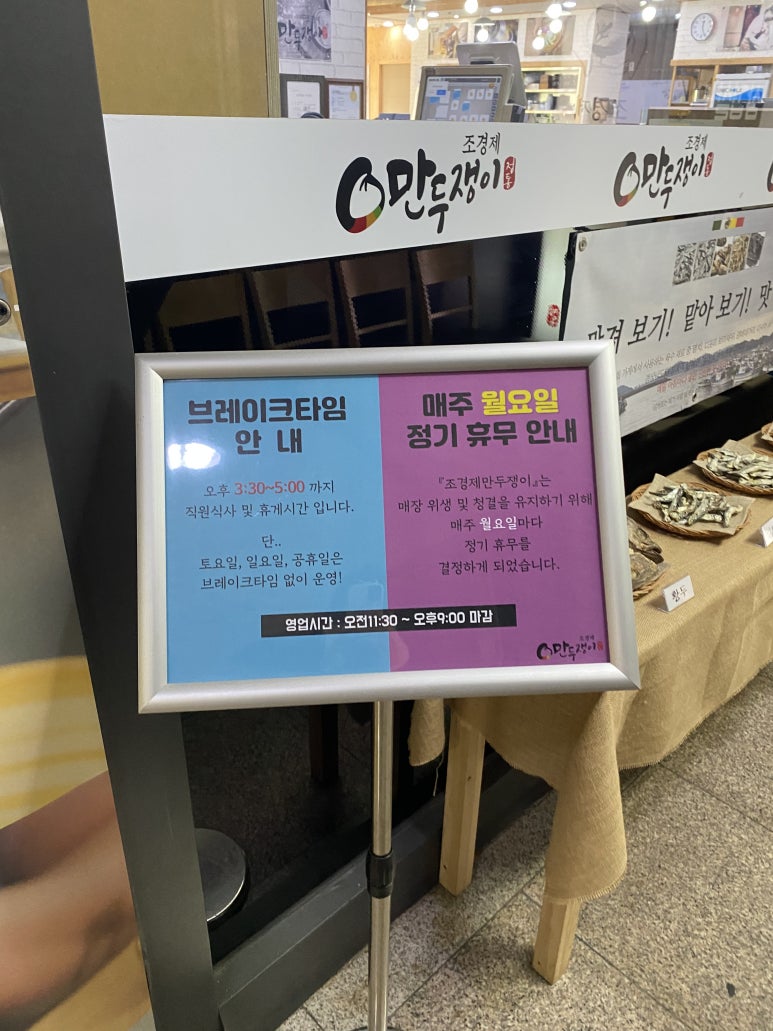 조경제
만두쟁이
정동
조경제
만두쟁이
맡겨 보기! 맡아 보기! 맛
브레이크타임
안 내
오후 3:30~5:00 까지
직원식사 및 휴게시간 입니다.
단..
토요일, 일요일, 공휴일은
브레이크타임 없이 운영!
매주 월요일
정기 휴무 안내
『조경제만두쟁이』는
매장 위생 및 청결을 유지하기 위해
매주 월요일마다
정기 휴무를
결정하게 되었습니다.
영업시간 : 오전11:30 ~ 오후9:00 마감
조경제
만두쟁이